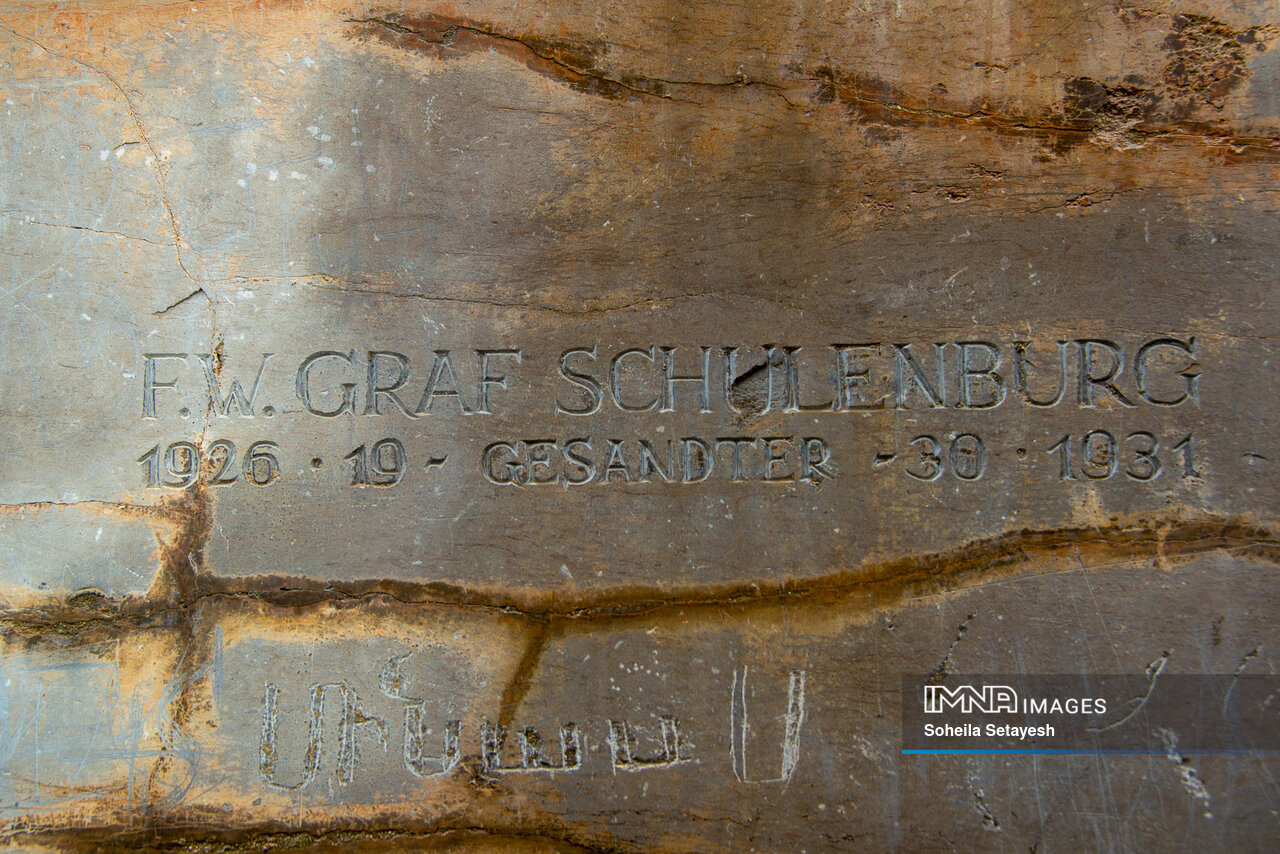 F.W. GRAF SCHULENBURG
1926 · 19 - GESANDTER - 30 · 1931
IMNA IMAGES
Soheila Setayesh